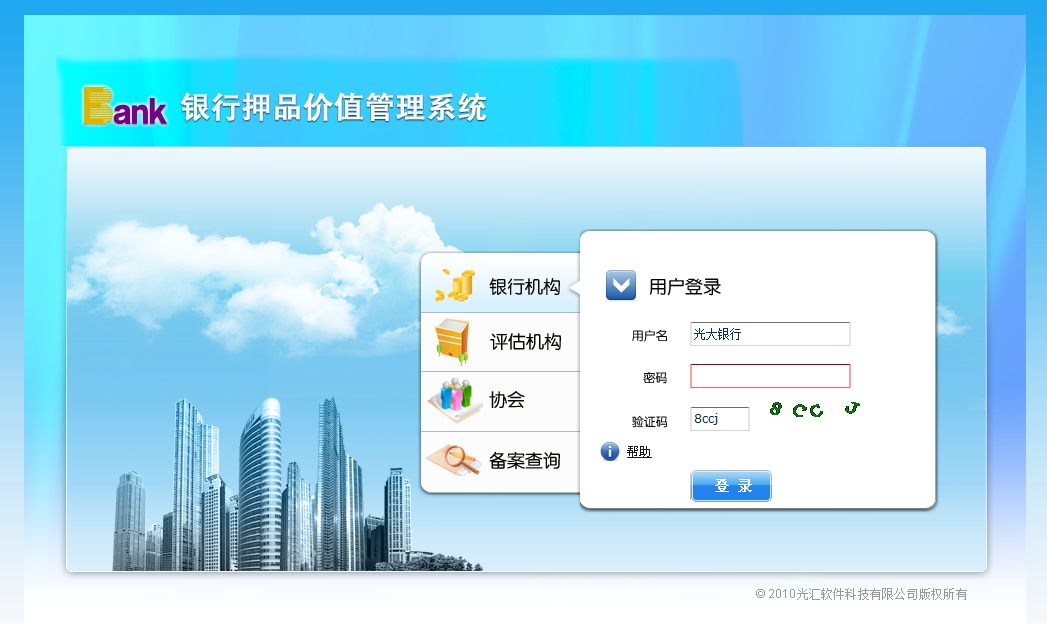 Bank 银行押品价值管理系统
银行机构
评估机构
协会
备案查询
用户登录
用户名 光大银行
密码
验证码 8ccj 8CCJ
帮助
登 录
© 2010光汇软件科技有限公司版权所有